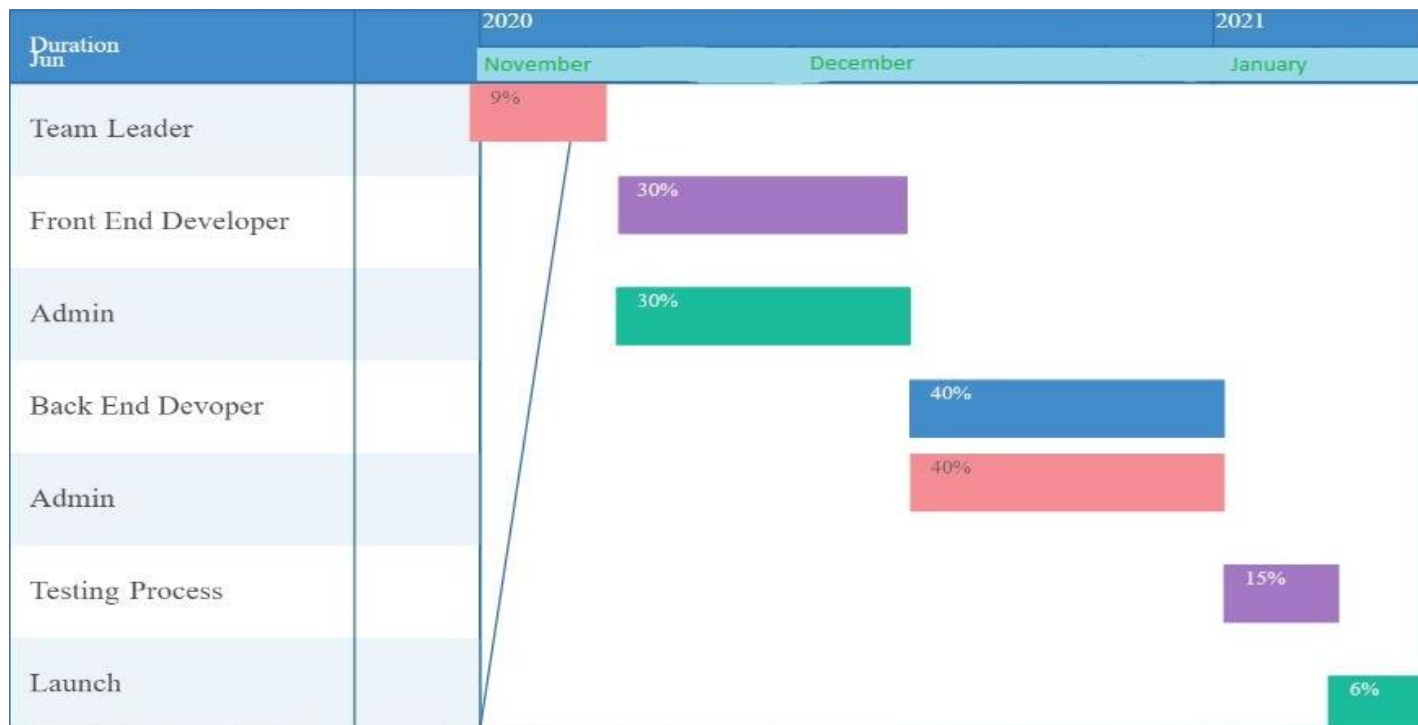 2020
2021
Duration
Jun
November
December
January
9%
Team Leader
30%
Front End Developer
30%
Admin
40%
Back End Devoper
40%
Admin
15%
Testing Process
6%
Launch